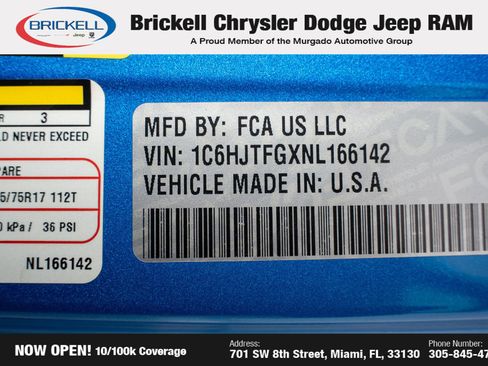 BRICKELL
Jeep
Brickell Chrysler Dodge Jeep RAM
A Proud Member of the Murgado Automotive Group
3
LD NEVER EXCEED
5/75R17 112T
kPa / 36 PSI
NL166142
MFD BY: FCA US LLC
VIN: 1C6HJTFGXNL166142
VEHICLE MADE IN: U.S.A.
NOW OPEN! 10/100k Coverage
Address:
701 SW 8th Street, Miami, FL, 33130
Phone Number:
305-845-47